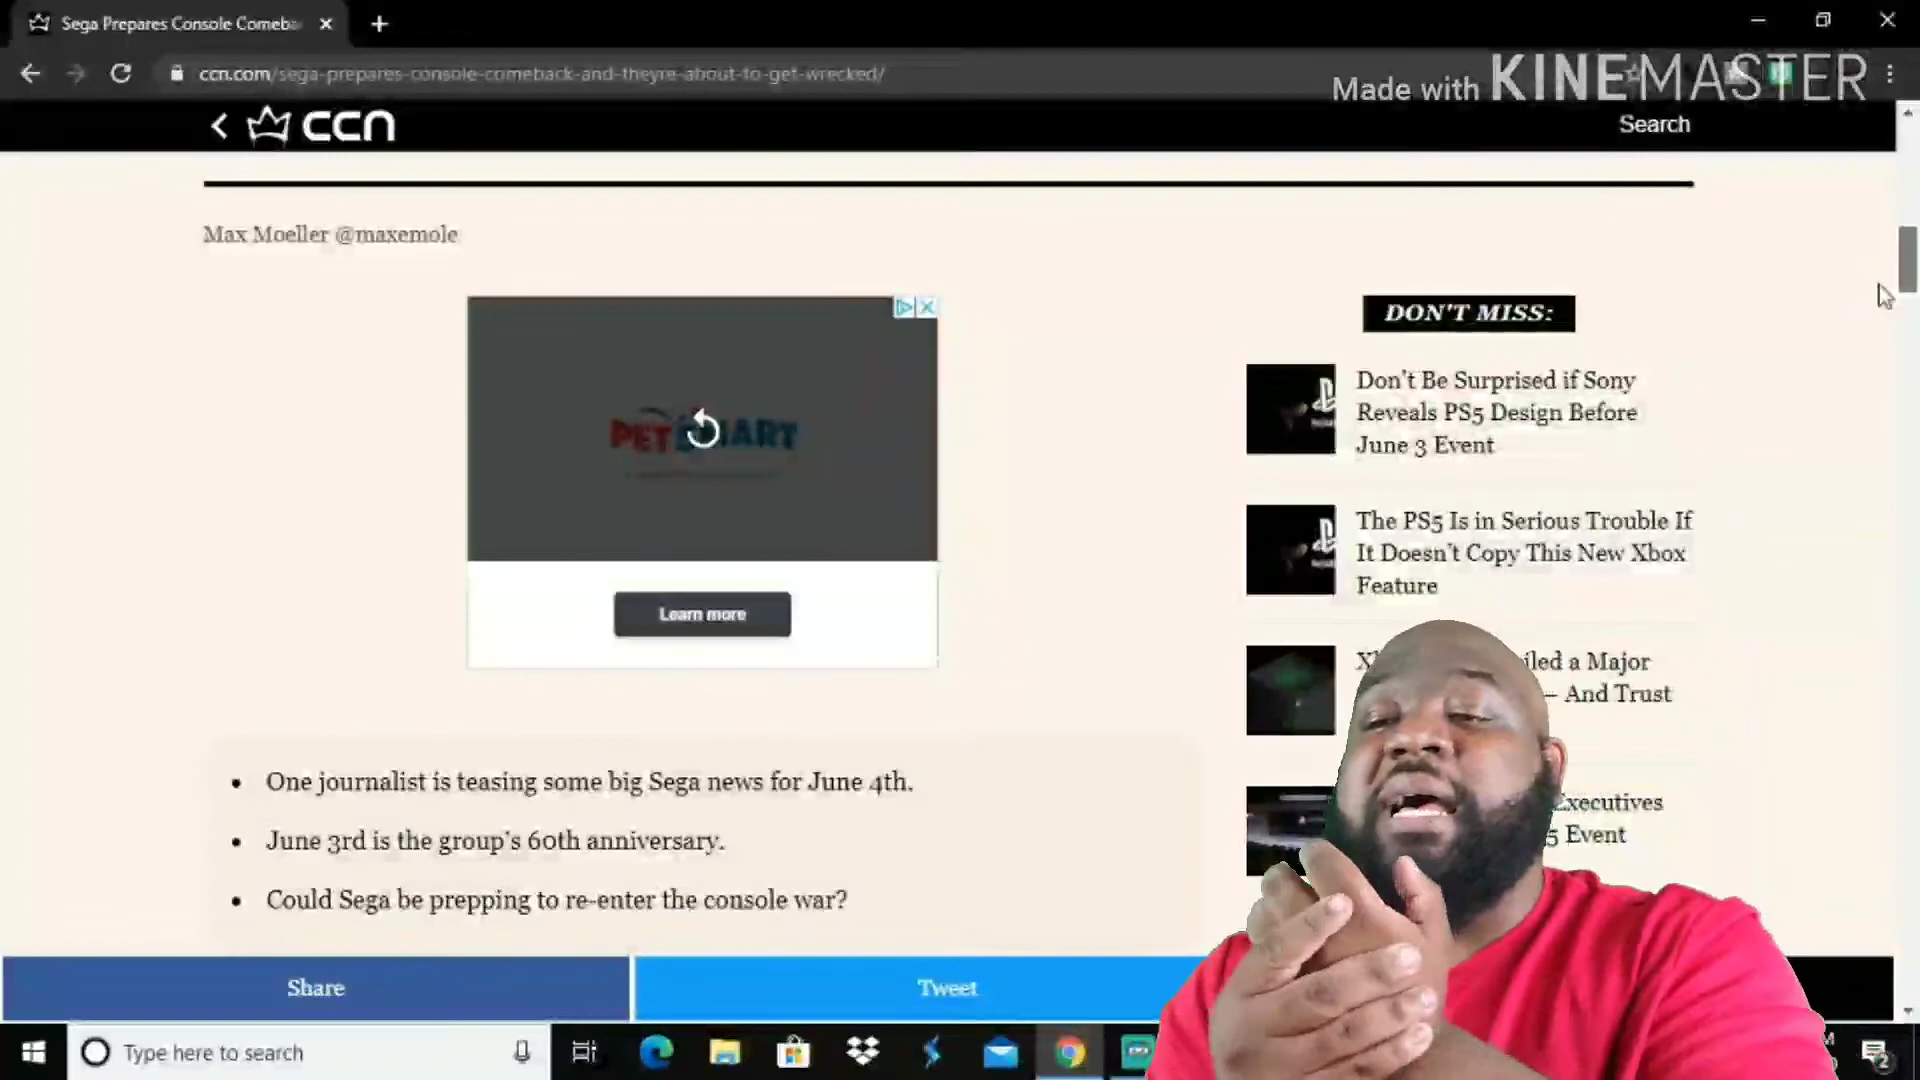 Sega Prepares Console Comeb
ccn.com/sega-prepares-console-comeback-and-theyre-about-to-get-wrecked/
Made with KINEMASTER
ccn
Search
Max Moeller @maxemole
PETSMART
Learn more
DON'T MISS:
Don't Be Surprised if Sony
Reveals PS5 Design Before
June 3 Event
The PS5 Is in Serious Trouble If
It Doesn't Copy This New Xbox
Feature
a Major
– And Trust
Executives
5 Event
• One journalist is teasing some big Sega news for June 4th.
• June 3rd is the group's 60th anniversary.
• Could Sega be prepping to re-enter the console war?
Share
Tweet
Type here to search
2